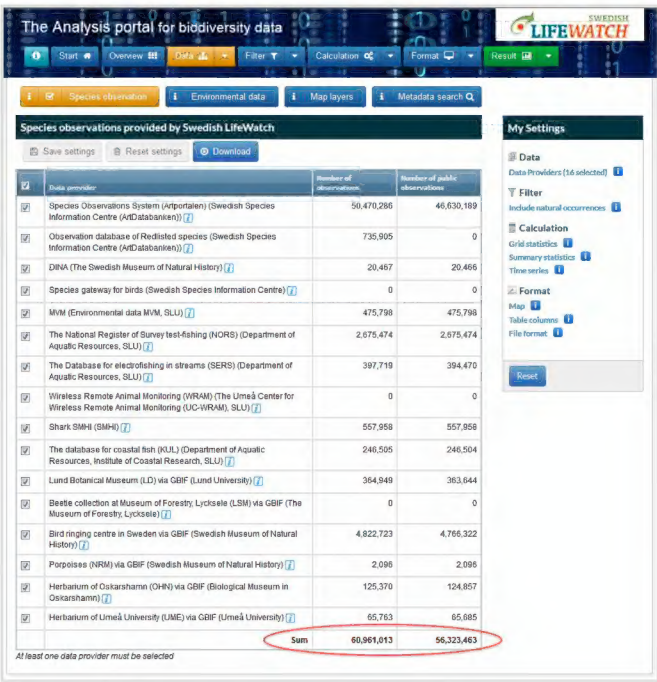 The Analysis portal for biodiversity data
SWEDISH
LIFEWATCH
Start
Overview
Data
Filter
Calculation
Format
Result
i Species observation
i Environmental data
i Map layers
i Metadata search
Species observations provided by Swedish LifeWatch
Save settings
Reset settings
Download
Data provider
Number of
observations
Number of public
observations
Species Observations System (Artportalen) (Swedish Species
Information Centre (ArtDatabanken)) i
50,470,286
46,630,189
Observation database of Redlisted species (Swedish Species
Information Centre (ArtDatabanken)) i
735,905
0
DINA (The Swedish Museum of Natural History) i
20,467
20,466
Species gateway for birds (Swedish Species Information Centre) i
0
0
MVM (Environmental data MVM, SLU) i
475,798
475,798
The National Register of Survey test-fishing (NORS) (Department of
Aquatic Resources, SLU) i
2,675,474
2,675,474
The Database for electrofishing in streams (SERS) (Department of
Aquatic Resources, SLU) i
397,719
394,470
Wireless Remote Animal Monitoring (WRAM) (The Umeå Center for
Wireless Remote Animal Monitoring (UC-WRAM), SLU) i
0
0
Shark SMHI (SMHI) i
557,958
557,958
The database for coastal fish (KUL) (Department of Aquatic
Resources, Institute of Coastal Research, SLU) i
246,505
246,504
Lund Botanical Museum (LD) via GBIF (Lund University) i
364,949
363,644
Beetle collection at Museum of Forestry, Lycksele (LSM) via GBIF (The
Museum of Forestry, Lycksele) i
0
0
Bird ringing centre in Sweden via GBIF (Swedish Museum of Natural
History) i
4,822,723
4,766,322
Porpoises (NRM) via GBIF (Swedish Museum of Natural History) i
2,096
2,096
Herbarium of Oskarshamn (OHN) via GBIF (Biological Museum in
Oskarshamn) i
125,370
124,857
Herbarium of Umeå University (UME) via GBIF (Umeå University) i
65,763
65,685
Sum
60,961,013
56,323,463
At least one data provider must be selected
My Settings
Data
Data Providers (16 selected) i
Filter
Include natural occurrences i
Calculation
Grid statistics i
Summary statistics i
Time series i
Format
Map i
Table columns i
File format i
Reset